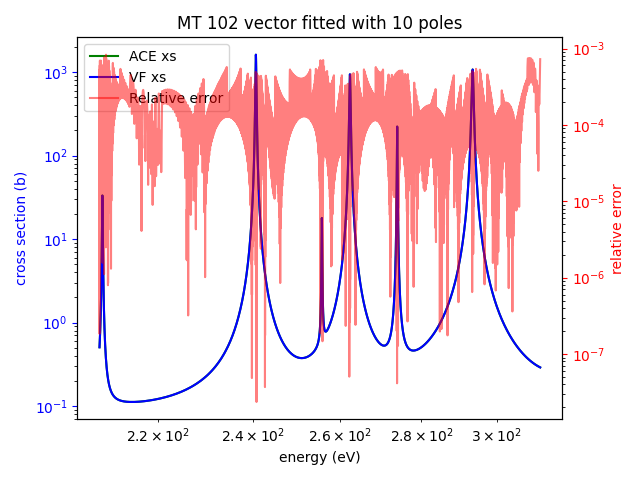 MT 102 vector fitted with 10 poles
ACE xs
VF xs
Relative error
cross section (b)
10³
10²
10¹
10⁰
10⁻¹
relative error
10⁻³
10⁻⁴
10⁻⁵
10⁻⁶
10⁻⁷
2.2 × 10² 2.4 × 10² 2.6 × 10² 2.8 × 10² 3 × 10²
energy (eV)